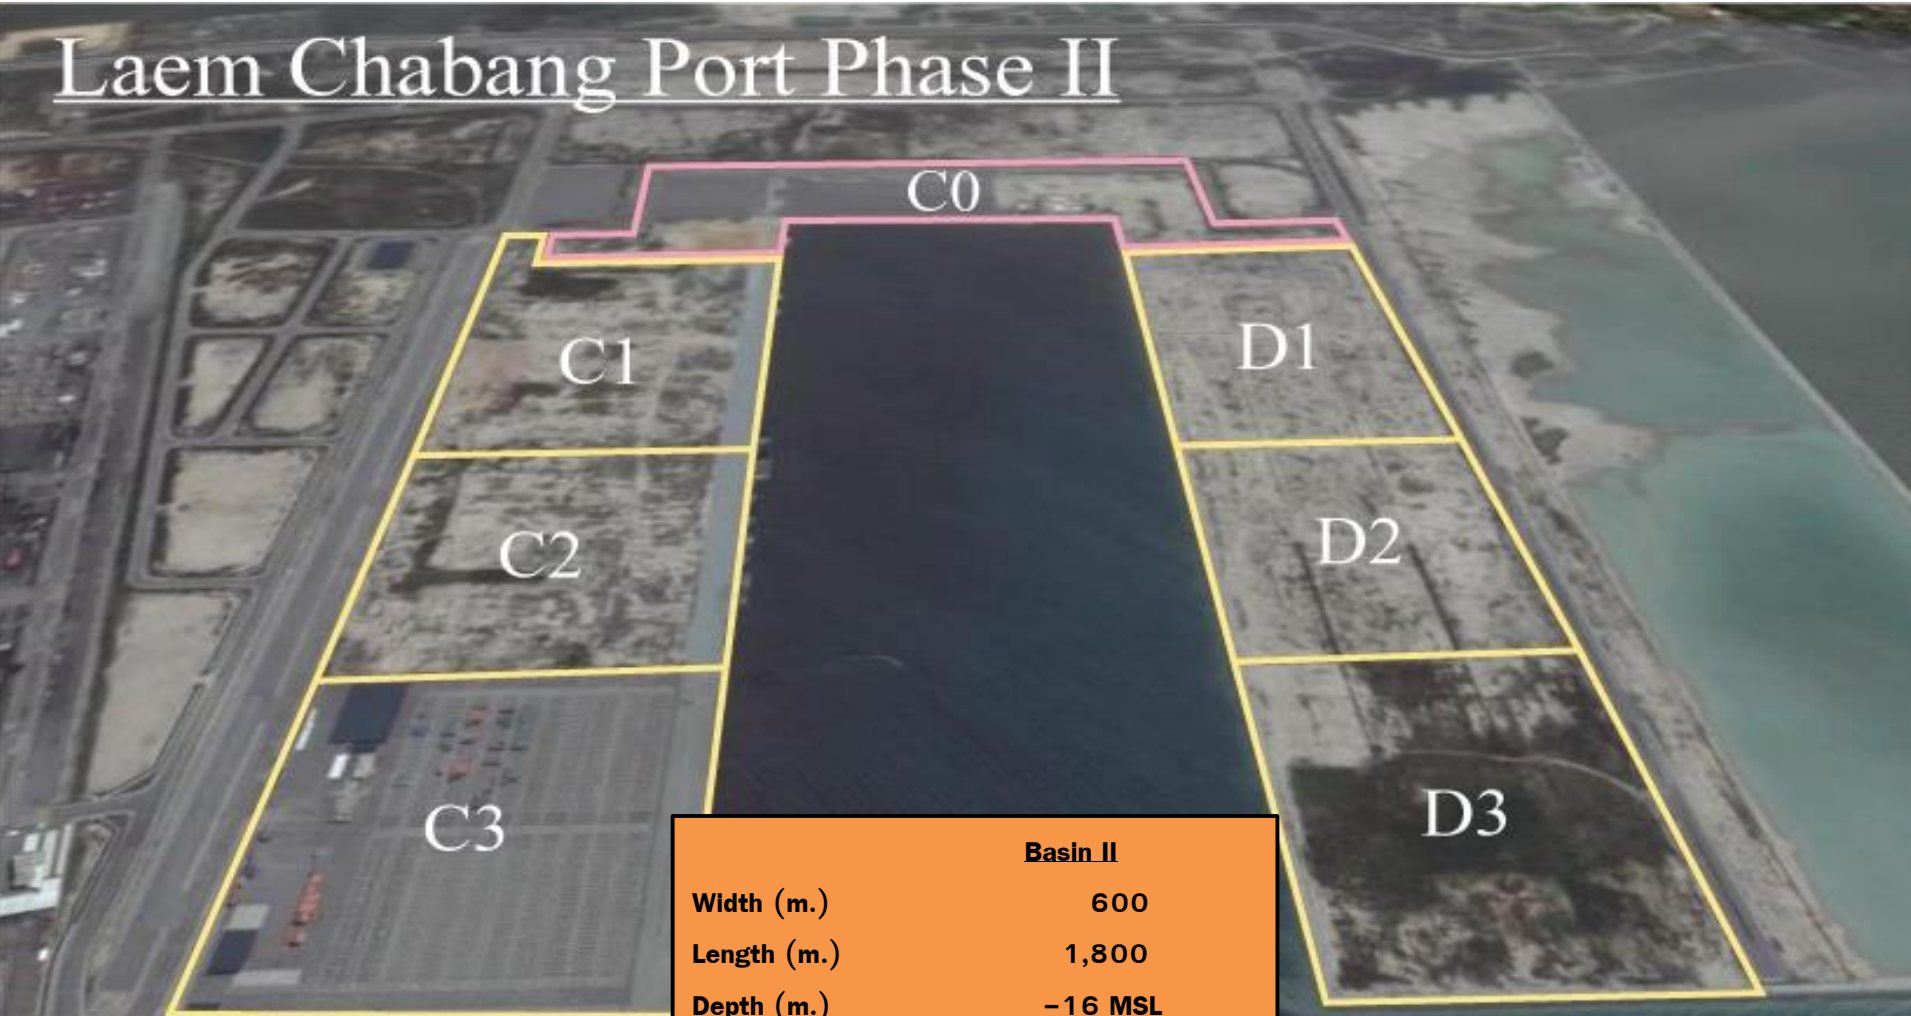 Laem Chabang Port Phase II
C0
C1
D1
C2
D2
C3
D3
Basin II
Width (m.) 600
Length (m.) 1,800
Depth (m.) –16 MSL